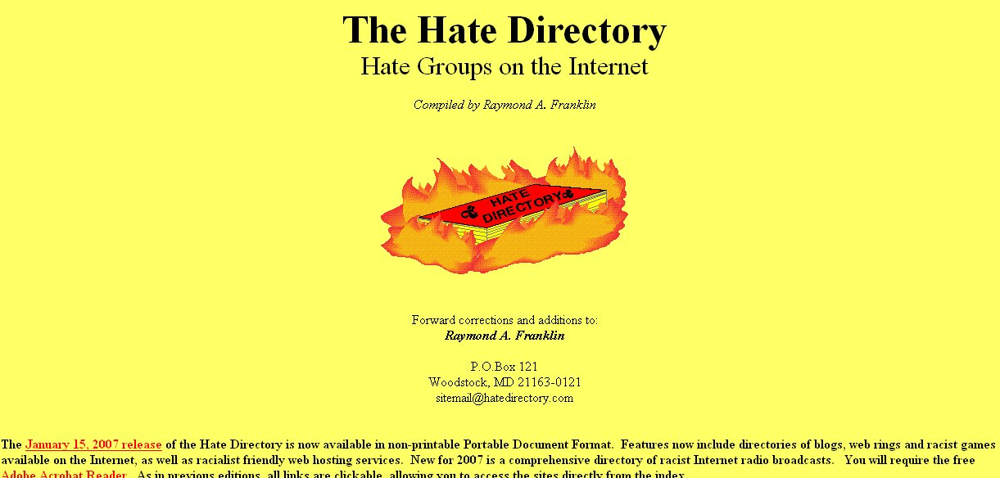 The Hate Directory
Hate Groups on the Internet
Compiled by Raymond A. Franklin
HATE
DIRECTORY
Forward corrections and additions to:
Raymond A. Franklin
P.O.Box 121
Woodstock, MD 21163-0121
sitemail@hatedirectory.com
The January 15, 2007 release of the Hate Directory is now available in non-printable Portable Document Format. Features now include directories of blogs, web rings and racist games
available on the Internet, as well as racialist friendly web hosting services. New for 2007 is a comprehensive directory of racist Internet radio broadcasts. You will require the free
Adobe Acrobat Reader. As in previous editions, all links are clickable, allowing you to access the sites directly from the index.